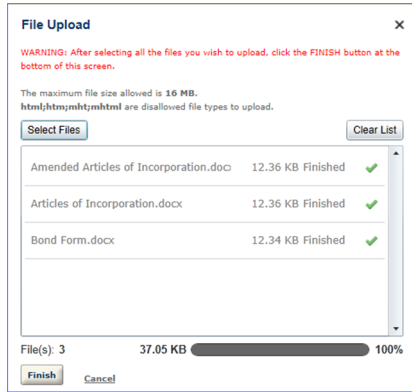 File Upload
WARNING: After selecting all the files you wish to upload, click the FINISH button at the
bottom of this screen.
The maximum file size allowed is 16 MB.
html;htm;mht;mhtml are disallowed file types to upload.
Select Files Clear List
Amended Articles of Incorporation.doc 12.36 KB Finished
Articles of Incorporation.docx 12.36 KB Finished
Bond Form.docx 12.34 KB Finished
File(s): 3 37.05 KB 100%
Finish Cancel